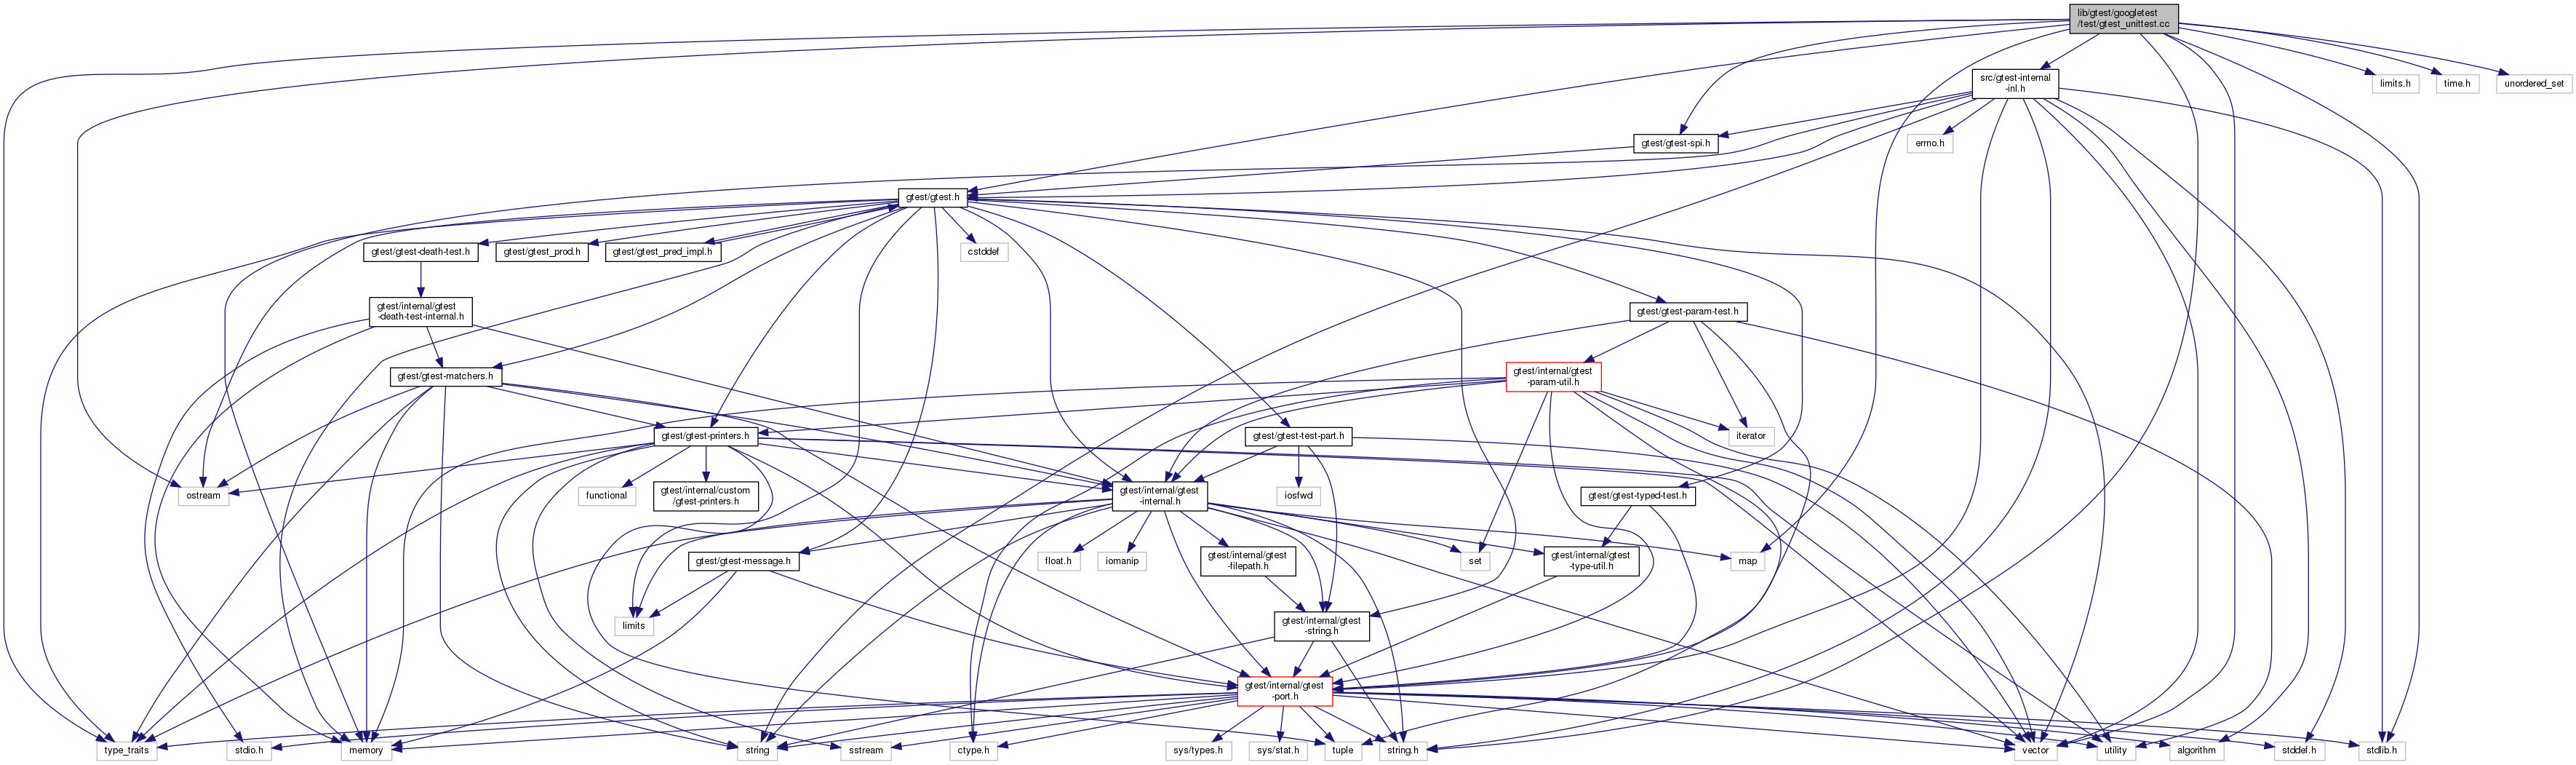 lib/gtest/googletest
/test/gtest_unittest.cc
src/gtest-internal
-inl.h
limits.h
time.h
unordered_set
gtest/gtest-spi.h
errno.h
gtest/gtest.h
gtest/gtest-death-test.h
gtest/gtest_prod.h
gtest/gtest_pred_impl.h
cstddef
gtest/internal/gtest
-death-test-internal.h
gtest/gtest-param-test.h
gtest/gtest-matchers.h
gtest/internal/gtest
-param-util.h
gtest/gtest-printers.h
gtest/gtest-test-part.h
iterator
ostream
functional
gtest/internal/custom
/gtest-printers.h
gtest/internal/gtest
-internal.h
iosfwd
gtest/gtest-typed-test.h
gtest/gtest-message.h
float.h
iomanip
gtest/internal/gtest
-filepath.h
set
gtest/internal/gtest
-type-util.h
map
limits
gtest/internal/gtest
-string.h
gtest/internal/gtest
-port.h
type_traits
stdio.h
memory
string
sstream
ctype.h
sys/types.h
sys/stat.h
tuple
string.h
vector
utility
algorithm
stddef.h
stdlib.h